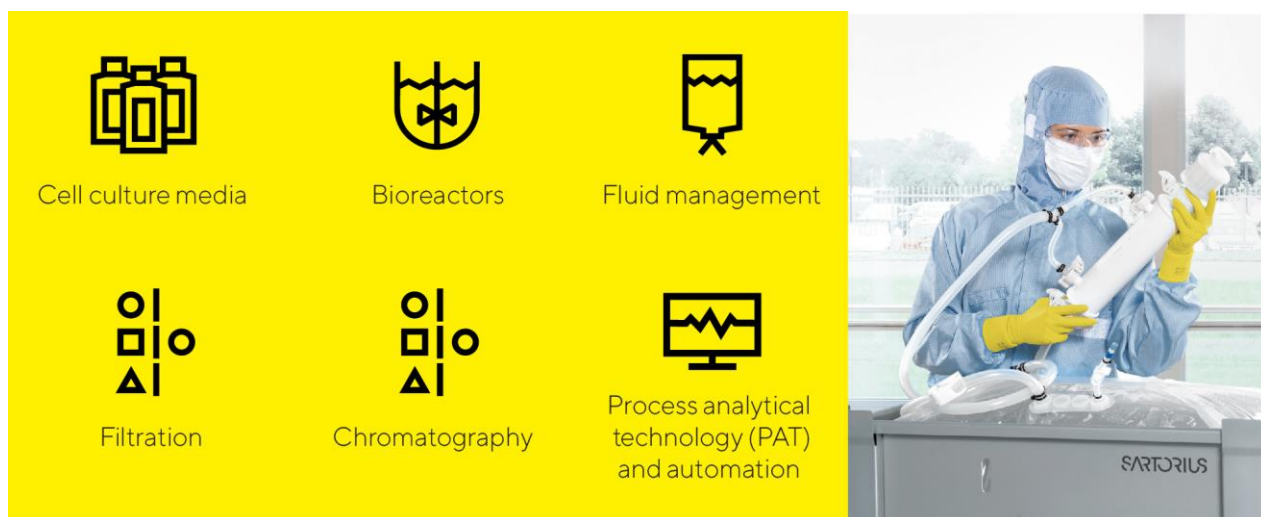 Cell culture media
Bioreactors
Fluid management
Filtration
Chromatography
Process analytical
technology (PAT)
and automation
SARTORIUS